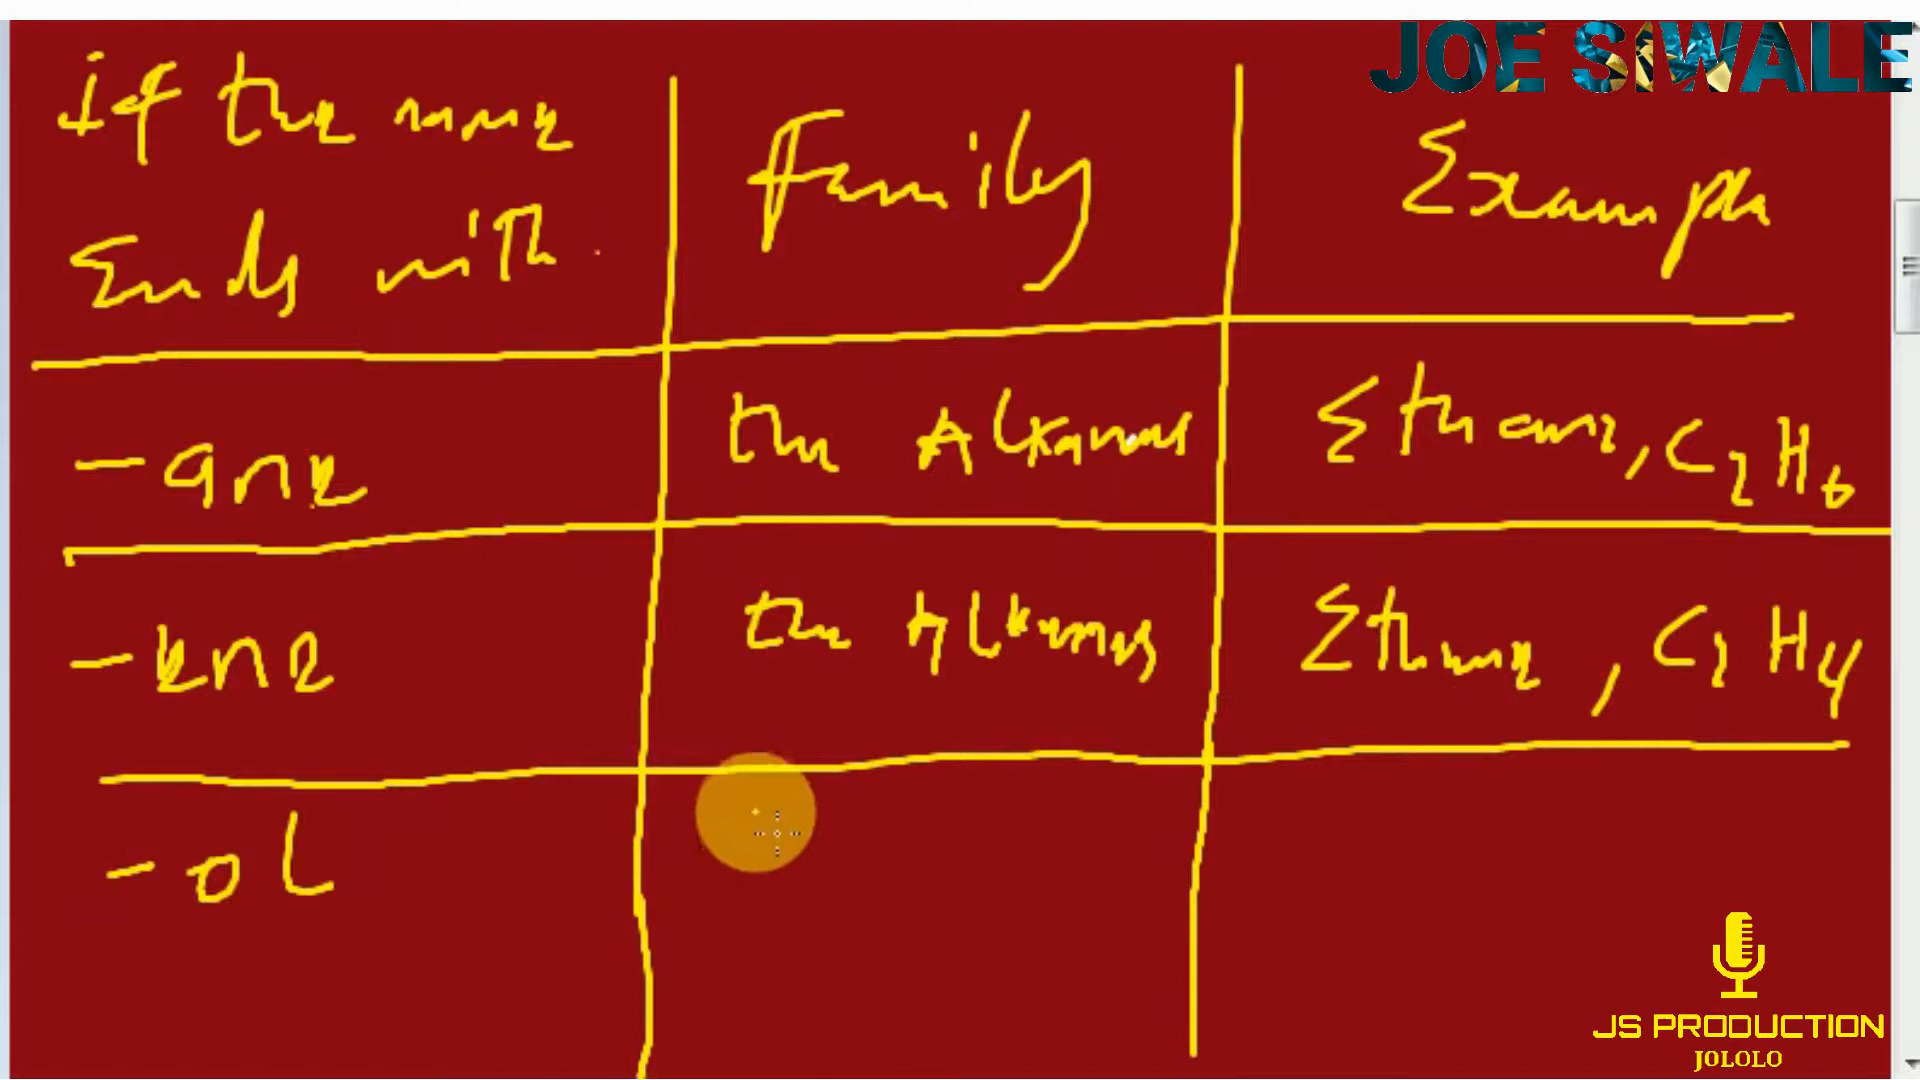 JOE SIWALE
if the name
Ends with
Family
Example
-ane
the Alkanes
Ethane, C2H6
-ene
the Alkenes
Ethene, C2H4
-oL
JS PRODUCTION
JOLOLO